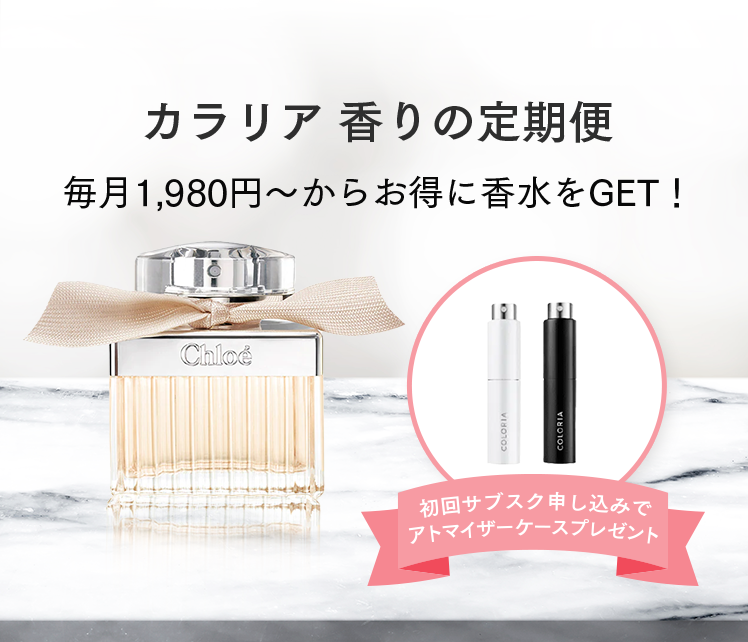 カラリア 香りの定期便
毎月1,980円〜からお得に香水をGET！
Chloé
COLORIA
COLORIA
初回サブスク申し込みで
アトマイザーケースプレゼント